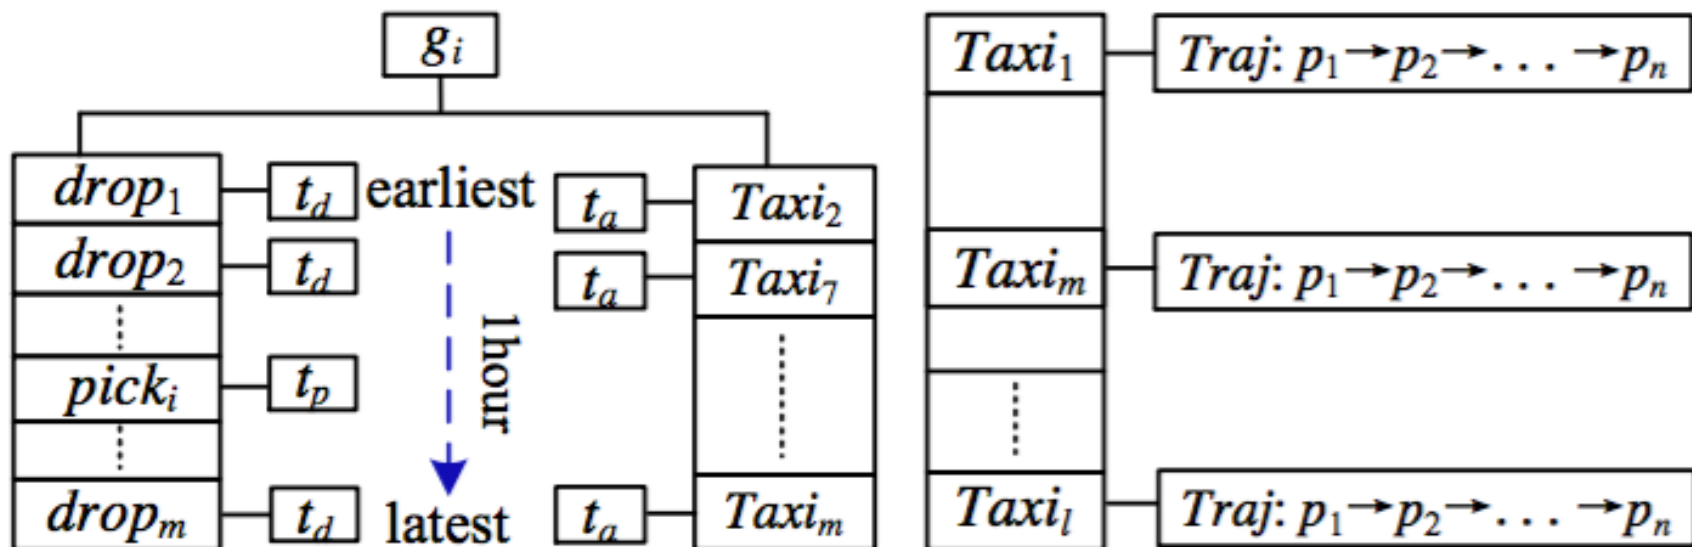 g_i
drop_1 t_d earliest t_a Taxi_2
drop_2 t_d t_a Taxi_7
1hour
pick_i t_p
drop_m t_d latest t_a Taxi_m
Taxi_1 Traj: p_1→p_2→... →p_n
Taxi_m Traj: p_1→p_2→... →p_n
Taxi_l Traj: p_1→p_2→... →p_n